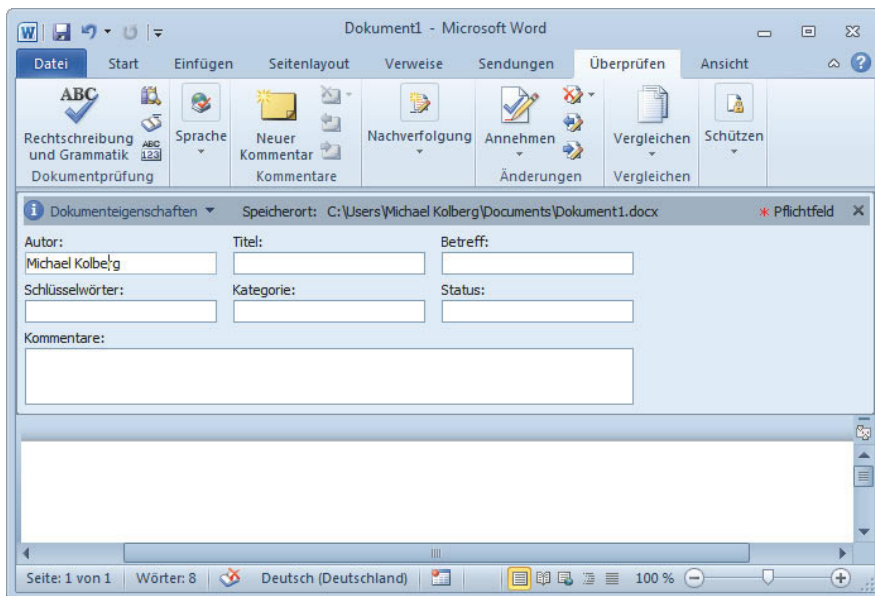 Dokument1 - Microsoft Word
Datei Start Einfügen Seitenlayout Verweise Sendungen Überprüfen Ansicht
ABC
Rechtschreibung und Grammatik
ABC 123
Sprache
Neuer Kommentar
Nachverfolgung
Annehmen
Vergleichen
Schützen
Dokumentprüfung Kommentare Änderungen Vergleichen
Dokumenteigenschaften Speicherort: C:\Users\Michael Kolberg\Documents\Dokument1.docx * Pflichtfeld
Autor: Titel: Betreff:
Michael Kolberg
Schlüsselwörter: Kategorie: Status:
Kommentare:
Seite: 1 von 1 Wörter: 8 Deutsch (Deutschland) 100 %